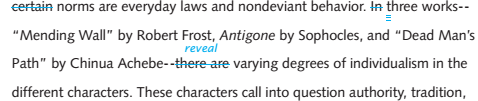 certain norms are everyday laws and nondeviant behavior. In three works--
"Mending Wall" by Robert Frost, Antigone by Sophocles, and "Dead Man's
reveal
Path" by Chinua Achebe--there are varying degrees of individualism in the
different characters. These characters call into question authority, tradition,